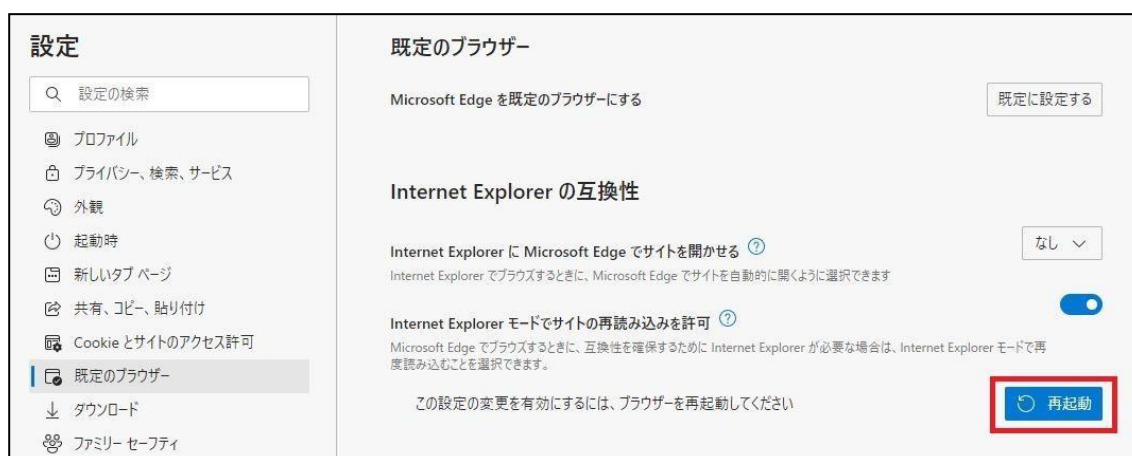 設定
設定の検索
プロファイル
プライバシー、検索、サービス
外観
起動時
新しいタブ ページ
共有、コピー、貼り付け
Cookie とサイトのアクセス許可
既定のブラウザー
ダウンロード
ファミリー セーフティ
既定のブラウザー
Microsoft Edge を既定のブラウザーにする
既定に設定する
Internet Explorer の互換性
Internet Explorer に Microsoft Edge でサイトを開かせる
なし
Internet Explorer でブラウズするときに、Microsoft Edge でサイトを自動的に開くように選択できます
Internet Explorer モードでサイトの再読み込みを許可
Microsoft Edge でブラウズするときに、互換性を確保するために Internet Explorer が必要な場合は、Internet Explorer モードで再
度読み込むことを選択できます。
この設定の変更を有効にするには、ブラウザーを再起動してください
再起動